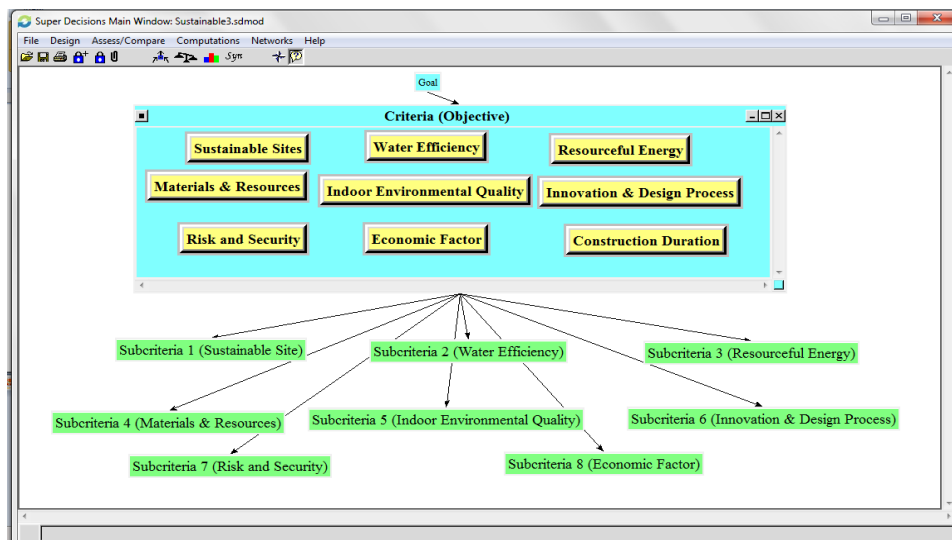 Super Decisions Main Window: Sustainable3.sdmod
File Design Assess/Compare Computations Networks Help
Syn
Goal
Criteria (Objective)
Sustainable Sites Water Efficiency Resourceful Energy
Materials & Resources Indoor Environmental Quality Innovation & Design Process
Risk and Security Economic Factor Construction Duration
Subcriteria 1 (Sustainable Site) Subcriteria 2 (Water Efficiency) Subcriteria 3 (Resourceful Energy)
Subcriteria 4 (Materials & Resources) Subcriteria 5 (Indoor Environmental Quality) Subcriteria 6 (Innovation & Design Process)
Subcriteria 7 (Risk and Security) Subcriteria 8 (Economic Factor)